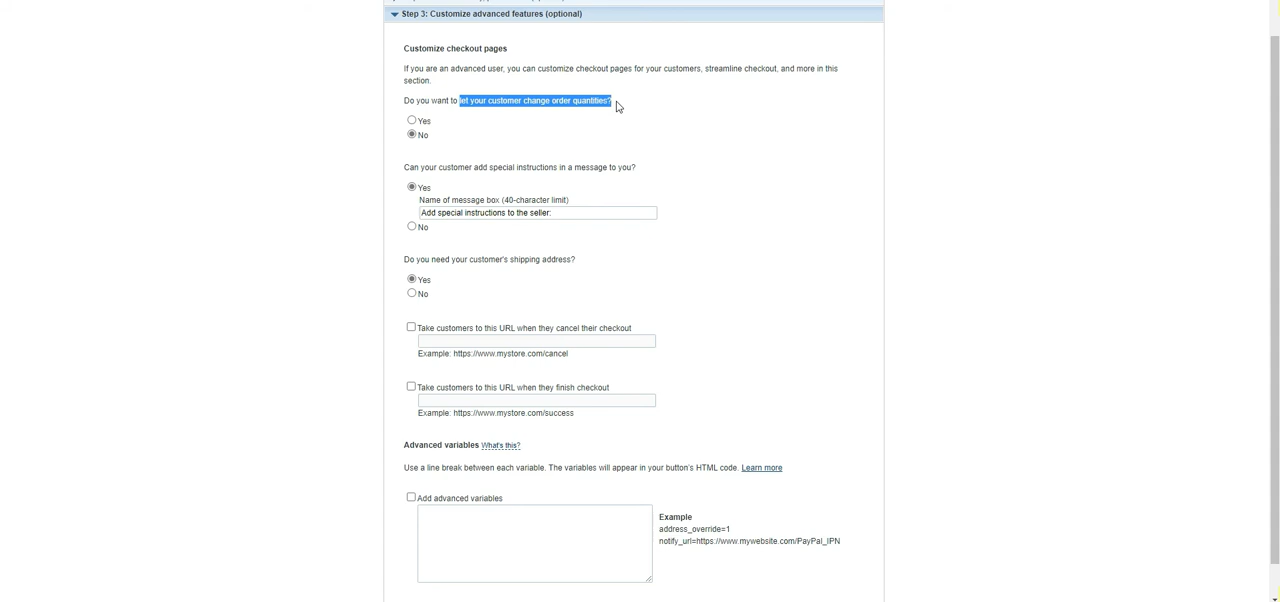 Step 3: Customize advanced features (optional)
Customize checkout pages
If you are an advanced user, you can customize checkout pages for your customers, streamline checkout, and more in this
section.
Do you want to let your customer change order quantities?
Yes
No
Can your customer add special instructions in a message to you?
Yes
Name of message box (40-character limit)
Add special instructions to the seller:
No
Do you need your customer's shipping address?
Yes
No
Take customers to this URL when they cancel their checkout
Example: https://www.mystore.com/cancel
Take customers to this URL when they finish checkout
Example: https://www.mystore.com/success
Advanced variables What's this?
Use a line break between each variable. The variables will appear in your button's HTML code. Learn more
Add advanced variables
Example
address_override=1
notify_url=https://www.mywebsite.com/PayPal_IPN